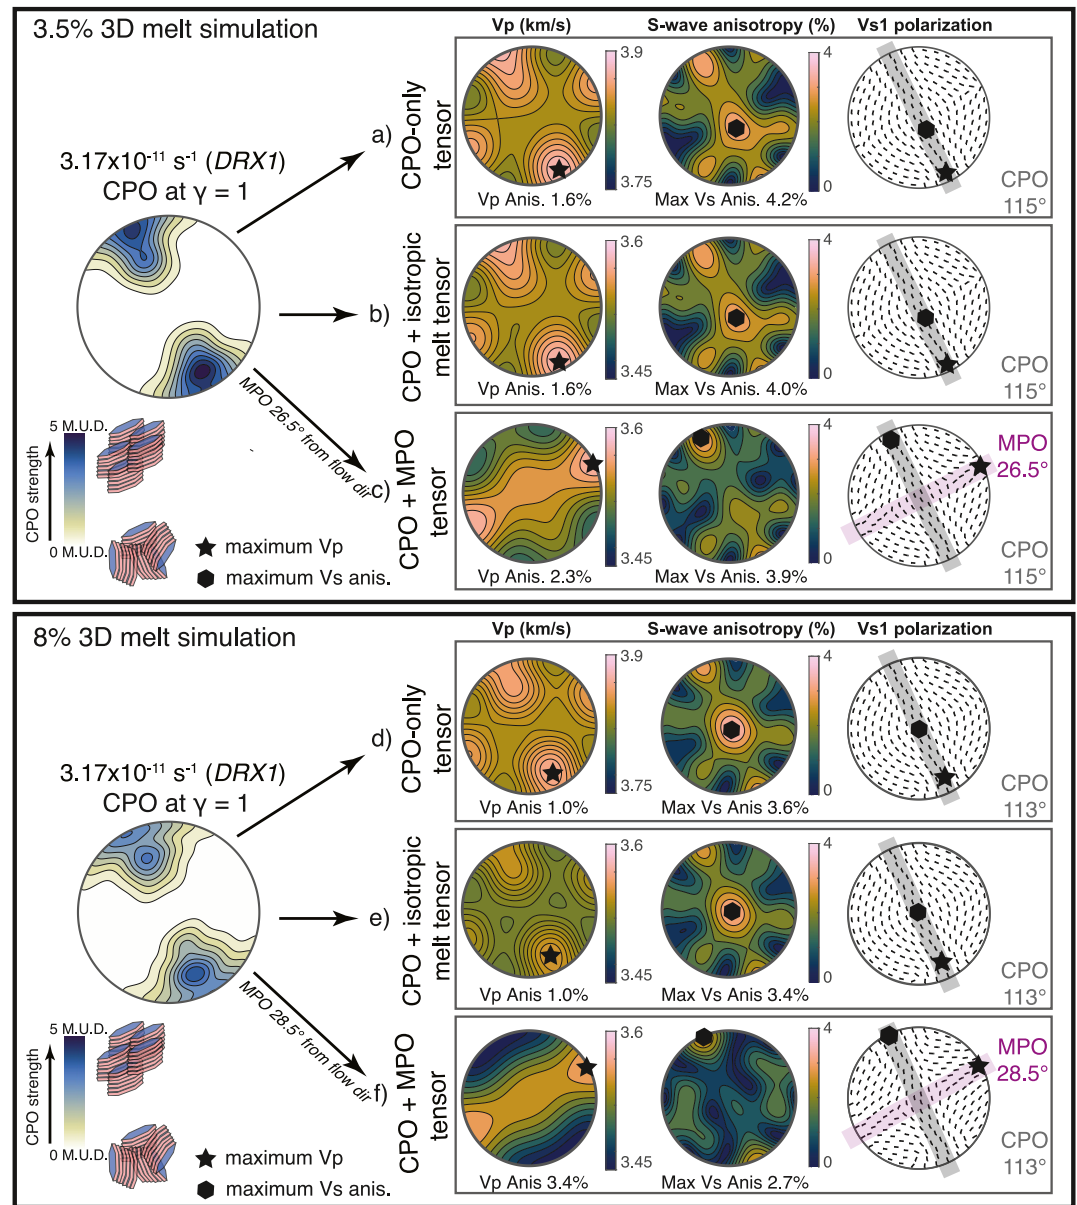 3.5% 3D melt simulation
3.17x10⁻¹¹ s⁻¹ (DRX1)
CPO at γ = 1
MPO 26.5° from flow dir.
CPO strength
5 M.U.D.
0 M.U.D.
maximum Vp
maximum Vs anis.
Vp (km/s)
S-wave anisotropy (%)
Vs1 polarization
a)
CPO-only
tensor
3.9
3.75
Vp Anis. 1.6%
4
0
Max Vs Anis. 4.2%
CPO
115°
b)
CPO + isotropic
melt tensor
3.6
3.45
Vp Anis. 1.6%
4
0
Max Vs Anis. 4.0%
CPO
115°
c)
CPO + MPO
tensor
3.6
3.45
Vp Anis. 2.3%
4
0
Max Vs Anis. 3.9%
MPO
26.5°
CPO
115°
8% 3D melt simulation
3.17x10⁻¹¹ s⁻¹ (DRX1)
CPO at γ = 1
MPO 28.5° from flow dir.
CPO strength
5 M.U.D.
0 M.U.D.
maximum Vp
maximum Vs anis.
Vp (km/s)
S-wave anisotropy (%)
Vs1 polarization
d)
CPO-only
tensor
3.9
3.75
Vp Anis 1.0%
4
0
Max Vs Anis 3.6%
CPO
113°
e)
CPO + isotropic
melt tensor
3.6
3.45
Vp Anis 1.0%
4
0
Max Vs Anis 3.4%
CPO
113°
f)
CPO + MPO
tensor
3.6
3.45
Vp Anis 3.4%
4
0
Max Vs Anis 2.7%
MPO
28.5°
CPO
113°